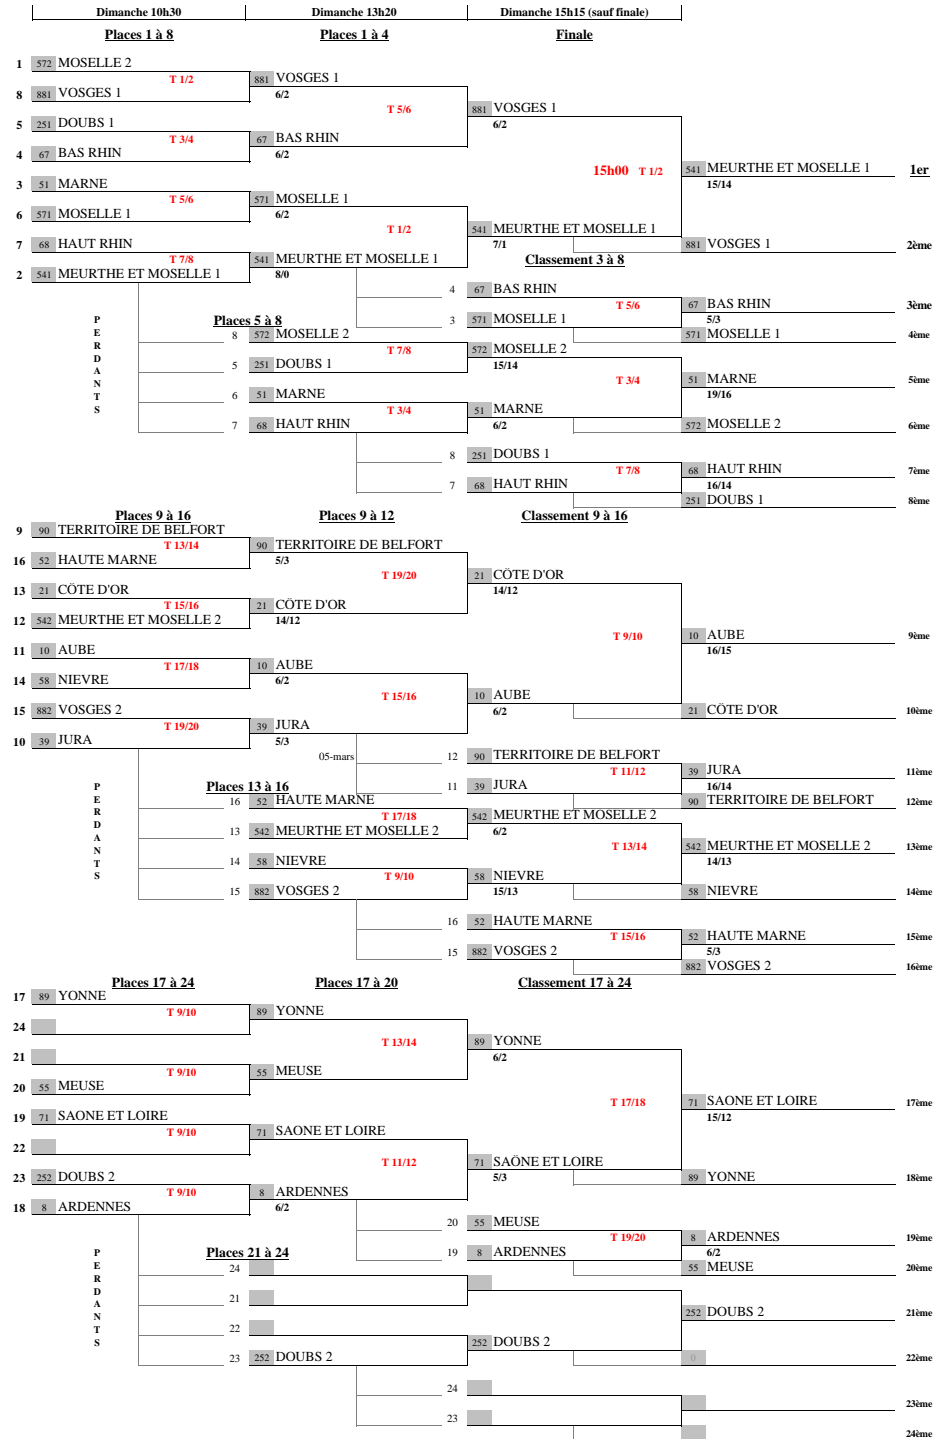 Dimanche 10h30 Dimanche 13h20 Dimanche 15h15 (sauf finale)
Places 1 à 8 Places 1 à 4 Finale
1 572 MOSELLE 2
T 1/2 881 VOSGES 1
8 881 VOSGES 1 6/2
T 5/6 881 VOSGES 1
5 251 DOUBS 1 6/2
T 3/4 67 BAS RHIN
4 67 BAS RHIN 6/2
15h00 T 1/2 541 MEURTHE ET MOSELLE 1 1er
3 51 MARNE 15/14
T 5/6 571 MOSELLE 1
6 571 MOSELLE 1 6/2
T 1/2 541 MEURTHE ET MOSELLE 1
7 68 HAUT RHIN 7/1 881 VOSGES 1 2ème
T 7/8 541 MEURTHE ET MOSELLE 1 Classement 3 à 8
2 541 MEURTHE ET MOSELLE 1 8/0
4 67 BAS RHIN
T 5/6 67 BAS RHIN 3ème
P Places 5 à 8 3 571 MOSELLE 1 5/3
E 8 572 MOSELLE 2 571 MOSELLE 1 4ème
R T 7/8 572 MOSELLE 2
D 5 251 DOUBS 1 15/14
A T 3/4 51 MARNE 5ème
N 6 51 MARNE 19/16
T T 3/4 51 MARNE
S 7 68 HAUT RHIN 6/2 572 MOSELLE 2 6ème
8 251 DOUBS 1
T 7/8 68 HAUT RHIN 7ème
7 68 HAUT RHIN 16/14
251 DOUBS 1 8ème
Places 9 à 16 Places 9 à 12 Classement 9 à 16
9 90 TERRITOIRE DE BELFORT
T 13/14 90 TERRITOIRE DE BELFORT
16 52 HAUTE MARNE 5/3
T 19/20 21 CÖTE D'OR
13 21 CÖTE D'OR 14/12
T 15/16 21 CÖTE D'OR
12 542 MEURTHE ET MOSELLE 2 14/12
T 9/10 10 AUBE 9ème
11 10 AUBE 16/15
T 17/18 10 AUBE
14 58 NIEVRE 6/2
T 15/16 10 AUBE
15 882 VOSGES 2 6/2 21 CÖTE D'OR 10ème
T 19/20 39 JURA
10 39 JURA 5/3
05-mars 12 90 TERRITOIRE DE BELFORT
T 11/12 39 JURA 11ème
P Places 13 à 16 11 39 JURA 16/14
E 16 52 HAUTE MARNE 90 TERRITOIRE DE BELFORT 12ème
R T 17/18 542 MEURTHE ET MOSELLE 2
D 13 542 MEURTHE ET MOSELLE 2 6/2
A T 13/14 542 MEURTHE ET MOSELLE 2 13ème
N 14 58 NIEVRE 14/13
T T 9/10 58 NIEVRE
S 15 882 VOSGES 2 15/13 58 NIEVRE 14ème
16 52 HAUTE MARNE
T 15/16 52 HAUTE MARNE 15ème
15 882 VOSGES 2 5/3
882 VOSGES 2 16ème
Places 17 à 24 Places 17 à 20 Classement 17 à 24
17 89 YONNE
T 9/10 89 YONNE
24
T 13/14 89 YONNE
21 6/2
T 9/10 55 MEUSE
20 55 MEUSE
T 17/18 71 SAONE ET LOIRE 17ème
19 71 SAONE ET LOIRE 15/12
T 9/10 71 SAONE ET LOIRE
22
T 11/12 71 SAÖNE ET LOIRE
23 252 DOUBS 2 5/3 89 YONNE 18ème
T 9/10 8 ARDENNES
18 8 ARDENNES 6/2
20 55 MEUSE
T 19/20 8 ARDENNES 19ème
P Places 21 à 24 19 8 ARDENNES 6/2
E 24 55 MEUSE 20ème
R
D
A 21 252 DOUBS 2 21ème
N
T 22
S 252 DOUBS 2
23 252 DOUBS 2 0 22ème
24
23ème
23
24ème